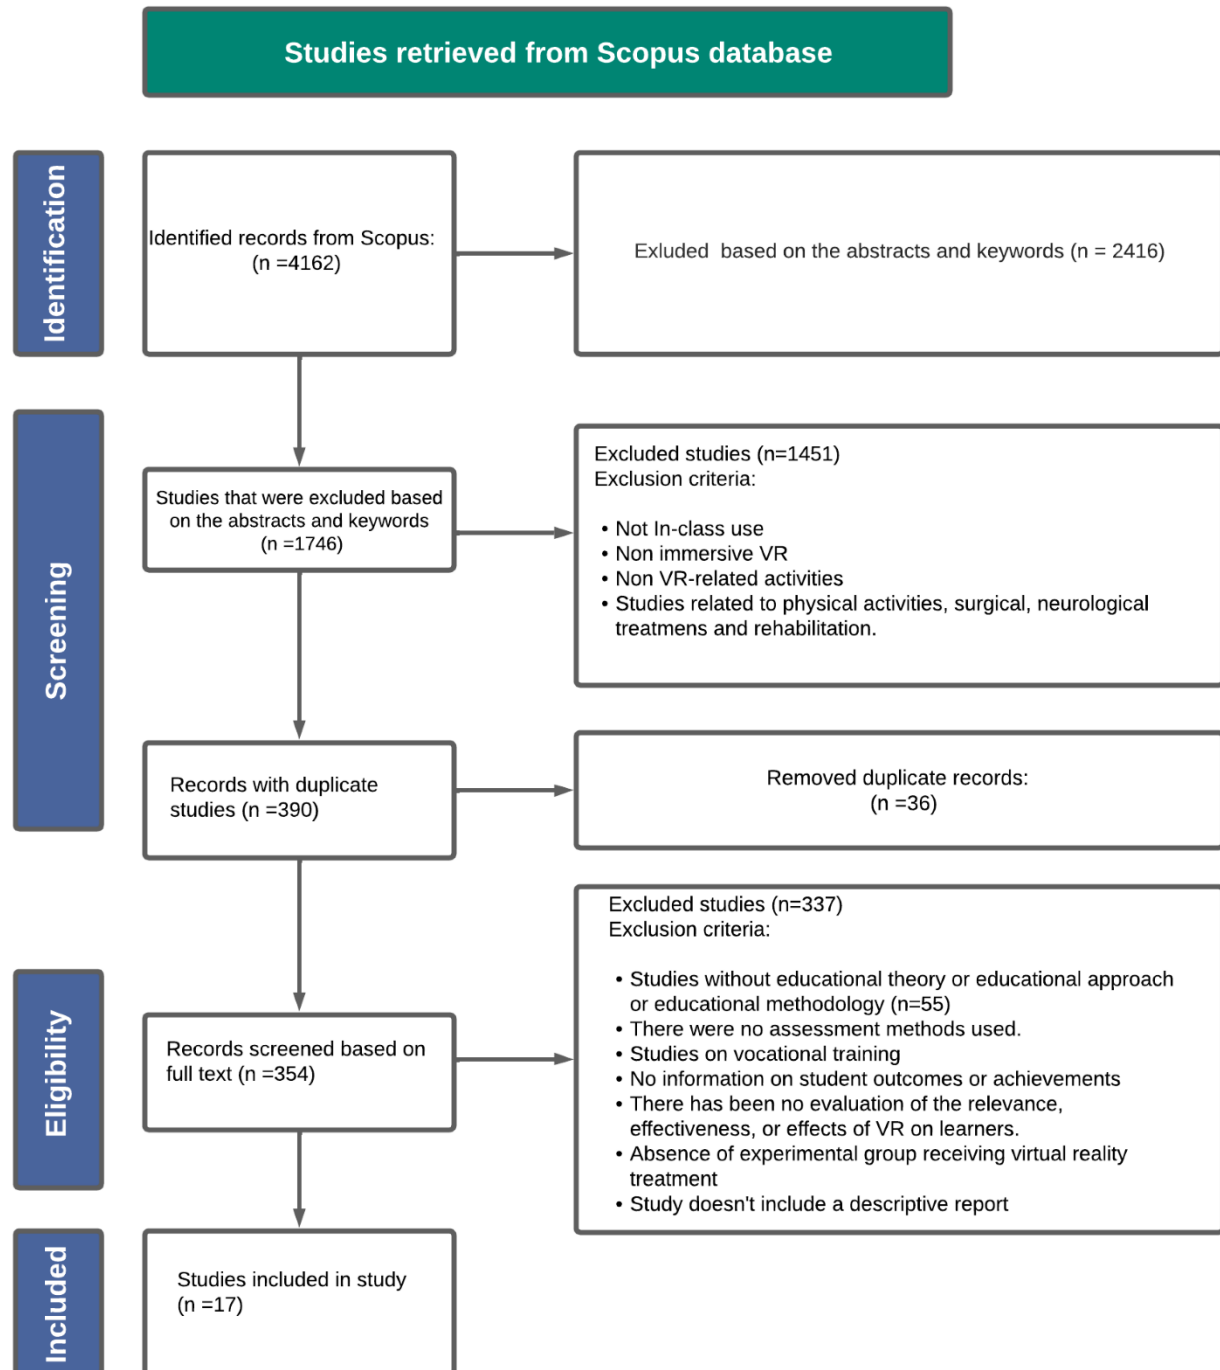 Studies retrieved from Scopus database
Identification
Identified records from Scopus:
(n =4162)
Exluded  based on the abstracts and keywords (n = 2416)
Screening
Studies that were excluded based
on the abstracts and keywords
(n =1746)
Excluded studies (n=1451)
Exclusion criteria:
• Not In-class use
• Non immersive VR
• Non VR-related activities
• Studies related to physical activities, surgical, neurological
treatmens and rehabilitation.
Records with duplicate
studies (n =390)
Removed duplicate records:
(n =36)
Eligibility
Records screened based on
full text (n =354)
Excluded studies (n=337)
Exclusion criteria:
• Studies without educational theory or educational approach
or educational methodology (n=55)
• There were no assessment methods used.
• Studies on vocational training
• No information on student outcomes or achievements
• There has been no evaluation of the relevance,
effectiveness, or effects of VR on learners.
• Absence of experimental group receiving virtual reality
treatment
• Study doesn't include a descriptive report
Included
Studies included in study
(n =17)